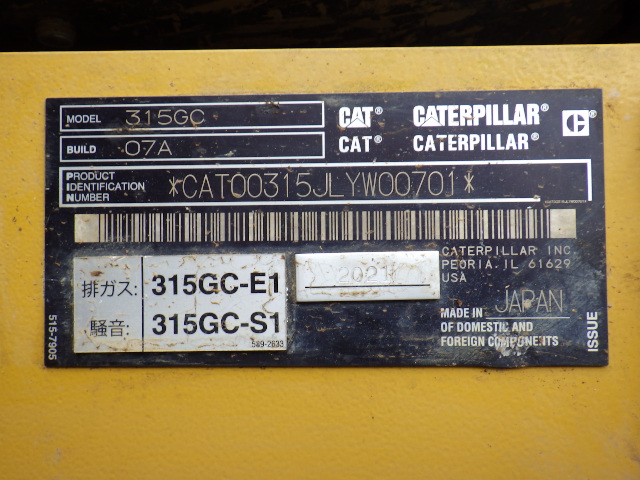 MODEL 315GC
CAT® CATERPILLAR®
BUILD 07A
CAT® CATERPILLAR®
PRODUCT IDENTIFICATION NUMBER *CAT00315JLYW00701*
排ガス: 315GC-E1
騒音: 315GC-S1
589-2833
2021
CATERPILLAR INC
PEORIA, IL 61629
USA
MADE IN JAPAN
OF DOMESTIC AND
FOREIGN COMPONENTS
ISSUE
515-7905